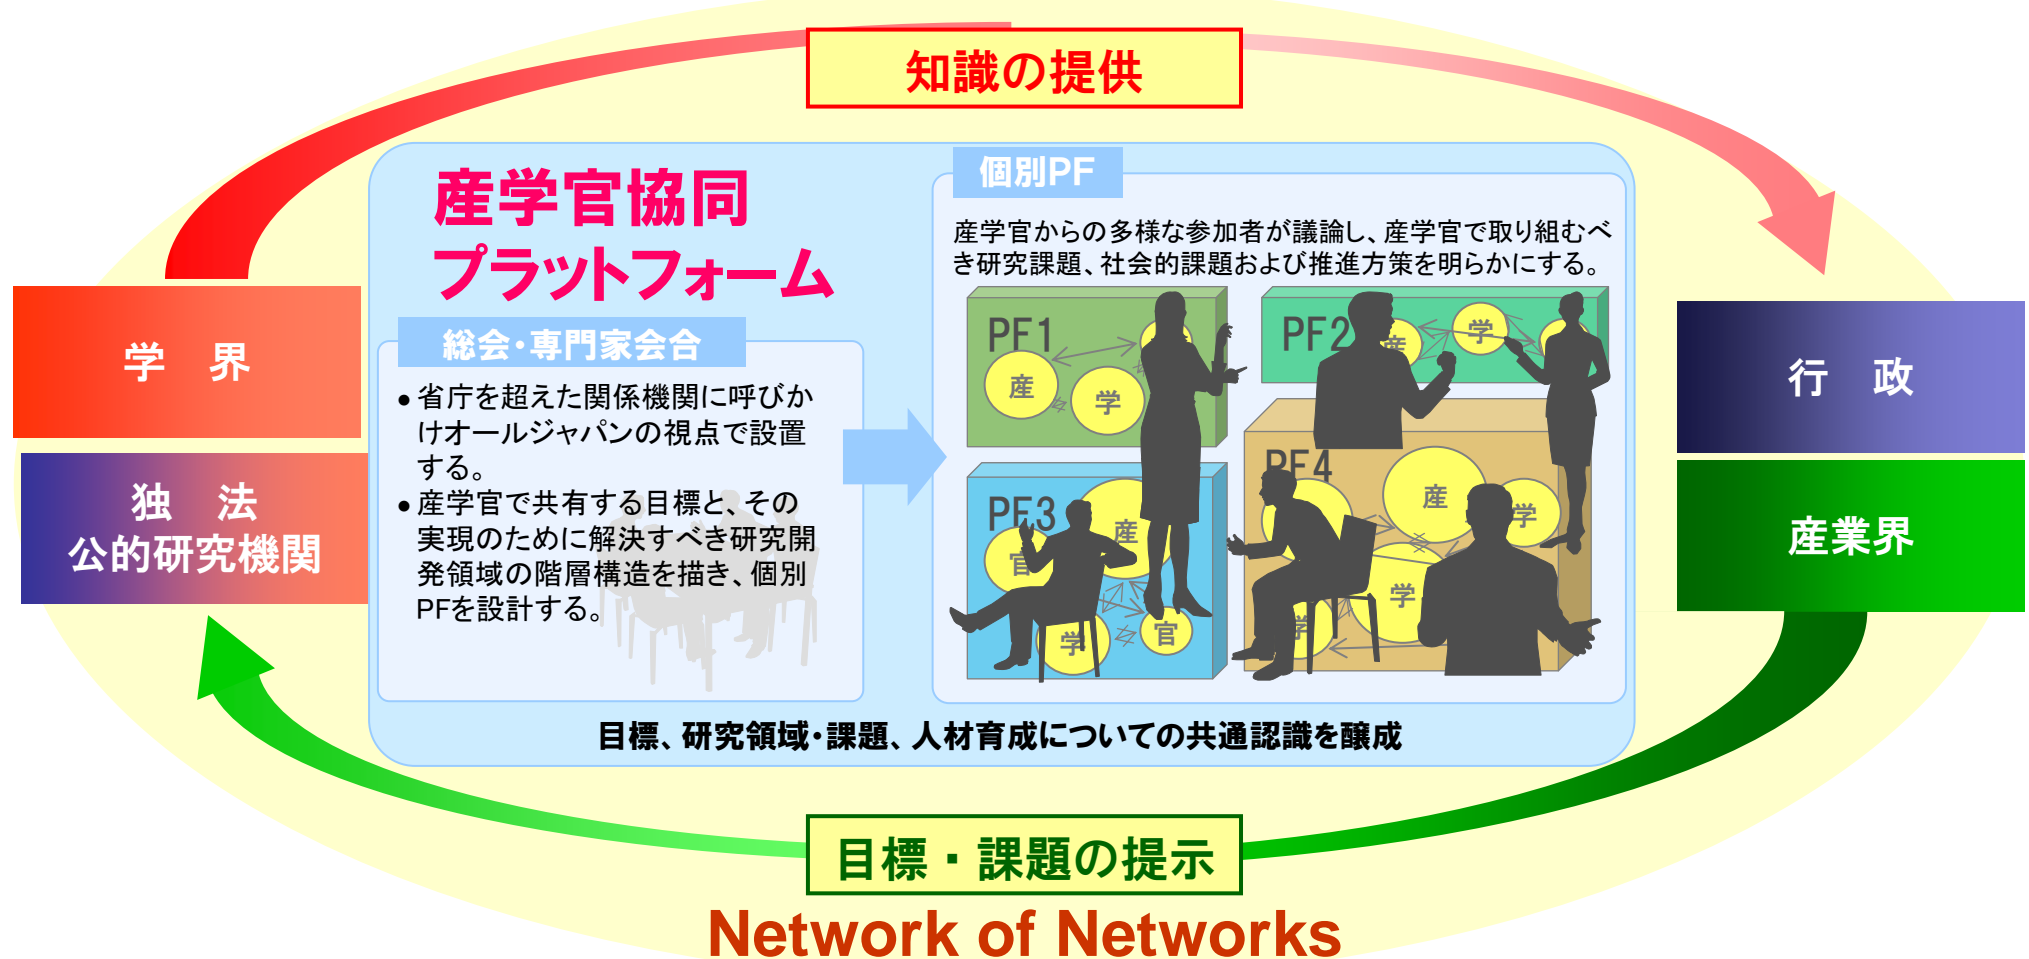 知識の提供
産学官協同
プラットフォーム
個別PF
産学官からの多様な参加者が議論し、産学官で取り組むべ
き研究課題、社会的課題および推進方策を明らかにする。
学　界
独　法
公的研究機関
総会・専門家会合
• 省庁を超えた関係機関に呼びか
けオールジャパンの視点で設置
する。
• 産学官で共有する目標と、その
実現のために解決すべき研究開
発領域の階層構造を描き、個別
PFを設計する。
PF1
産
学
PF2
産
学
PF3
産
官
学
官
PF4
産
学
学
学
行　政
産業界
目標、研究領域・課題、人材育成についての共通認識を醸成
目標・課題の提示
Network of Networks